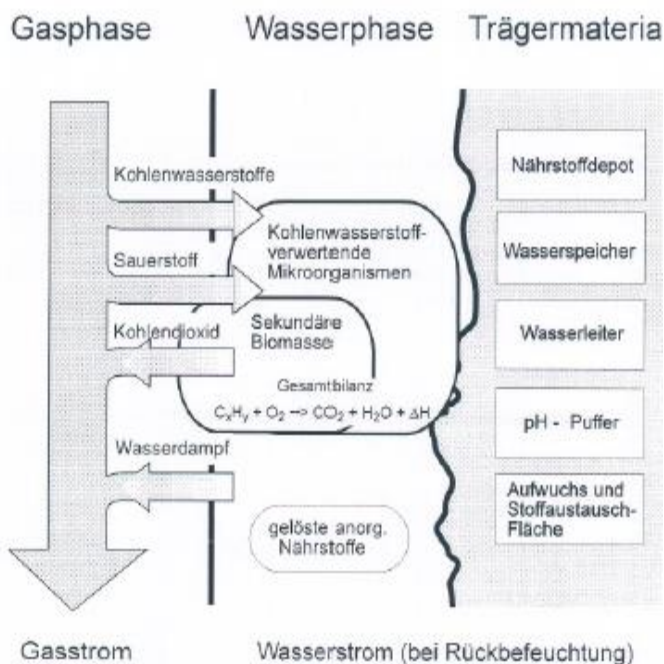 Gasphase
Wasserphase
Trägermateria
Kohlenwasserstoffe
Sauerstoff
Kohlendioxid
Wasserdampf
Kohlenwasserstoff-
verwertende
Mikroorganismen
Sekundäre
Biomasse
Gesamtbilanz
CₓHᵧ + O₂ —> CO₂ + H₂O + ΔH
gelöste anorg.
Nährstoffe
Nährstoffdepot
Wasserspeicher
Wasserleiter
pH - Puffer
Aufwuchs und
Stoffaustausch-
Fläche
Gasstrom
Wasserstrom (bei Rückbefeuchtung)